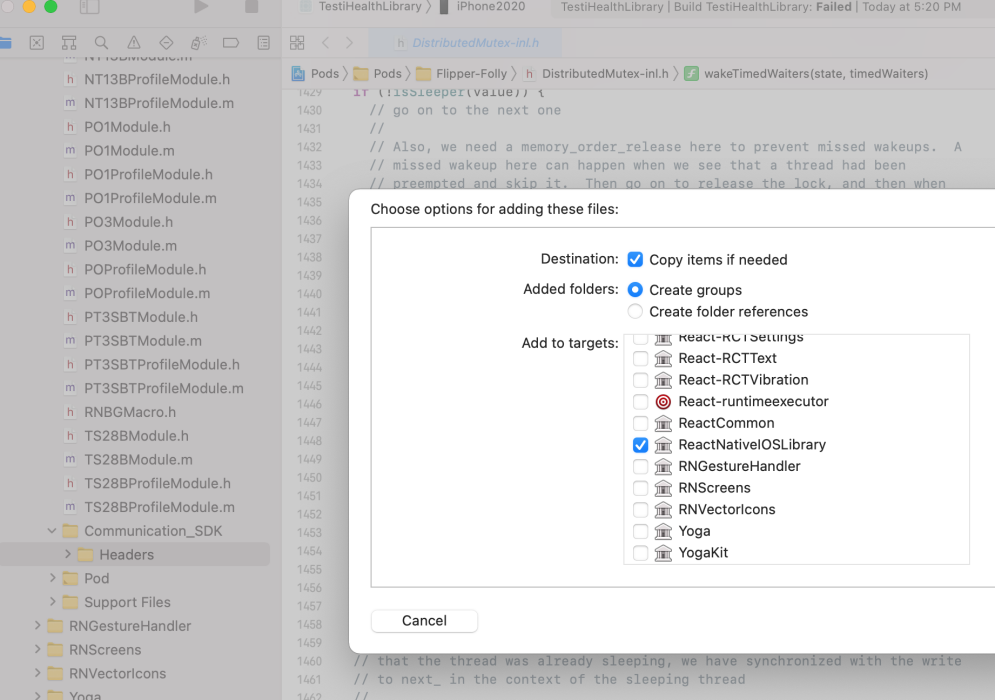 TestiHealthLibrary
iPhone2020
TestiHealthLibrary | Build TestiHealthLibrary: Failed | Today at 5:20 PM
h DistributedMutex-inl.h
Pods
Pods
Flipper-Folly
h DistributedMutex-inl.h
f wakeTimedWaiters(state, timedWaiters)
NT13BModule.m
h NT13BProfileModule.h
m NT13BProfileModule.m
h PO1Module.h
m PO1Module.m
h PO1ProfileModule.h
m PO1ProfileModule.m
h PO3Module.h
m PO3Module.m
h POProfileModule.h
m POProfileModule.m
h PT3SBTModule.h
m PT3SBTModule.m
h PT3SBTProfileModule.h
m PT3SBTProfileModule.m
h RNBGMacro.h
h TS28BModule.h
m TS28BModule.m
h TS28BProfileModule.h
m TS28BProfileModule.m
Communication_SDK
Headers
Pod
Support Files
RNGestureHandler
RNScreens
RNVectorIcons
Yoga
1429 if (!isSleeper(value)) {
1430 // go on to the next one
1431 //
1432 // Also, we need a memory_order_release here to prevent missed wakeups. A
1433 // missed wakeup here can happen when we see that a thread had been
1434 // preempted and skip it. Then go on to release the lock, and then when
1435
1436
1437
1438
1439
1440
1441
1442
1443
1444
1445
1446
1447
1448
1449
1450
1451
1452
1453
1454
1455
1456
1457
1458
1459
1460 // that the thread was already sleeping, we have synchronized with the write
1461 // to next_ in the context of the sleeping thread
1462 //
Choose options for adding these files:
Destination: Copy items if needed
Added folders: Create groups
Create folder references
Add to targets: React-RCTSettings
React-RCTText
React-RCTVibration
React-runtimeexecutor
ReactCommon
ReactNativeIOSLibrary
RNGestureHandler
RNScreens
RNVectorIcons
Yoga
YogaKit
Cancel